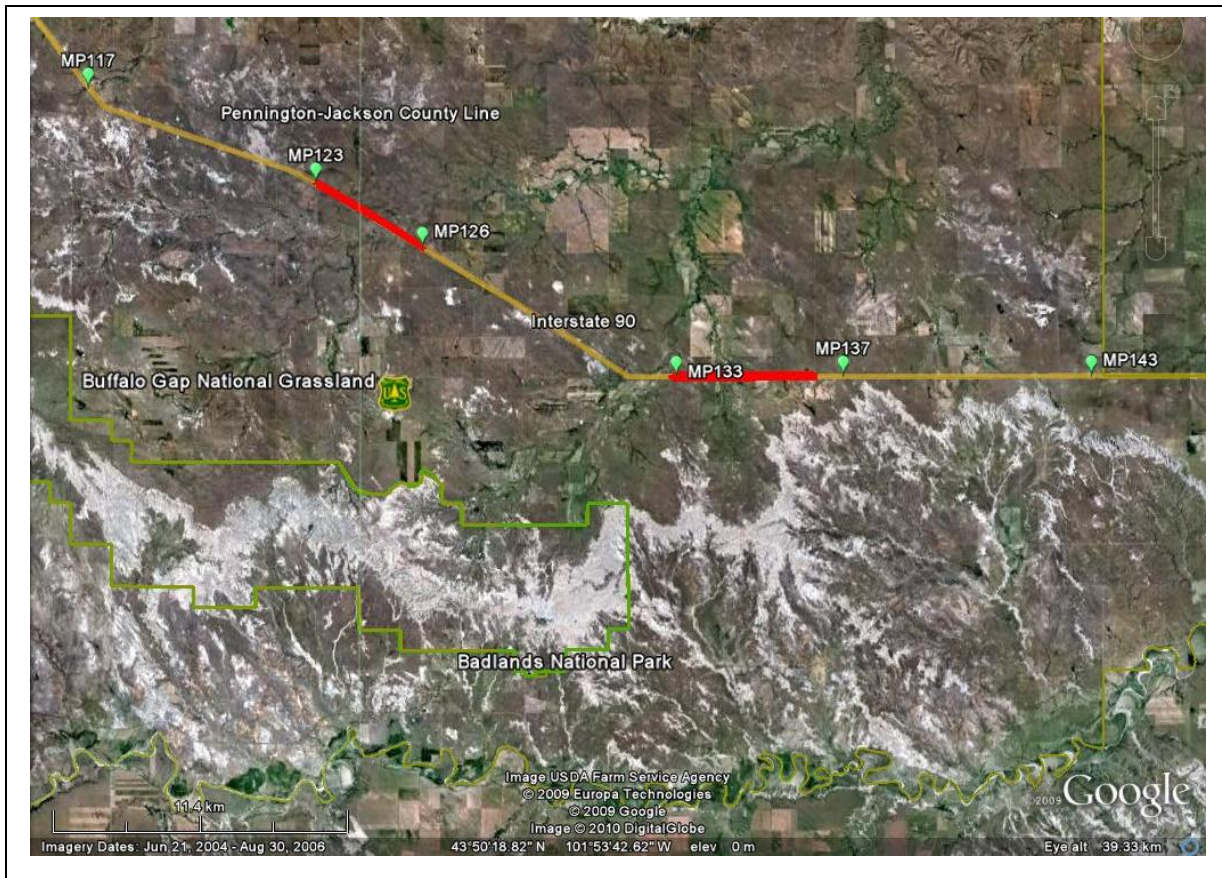 MP117
Pennington-Jackson County Line
MP123
MP126
Interstate 90
MP133
MP137
MP143
Buffalo Gap National Grassland
UAS
Badlands National Park
11.4 km
Image USDA Farm Service Agency
© 2009 Europa Technologies
© 2009 Google
Image © 2010 DigitalGlobe
©2009 Google
Imagery Dates: Jun 21, 2004 - Aug 30, 2006
43°50'18.82" N 101°53'42.62" W elev 0 m
Eye alt 39.33 km